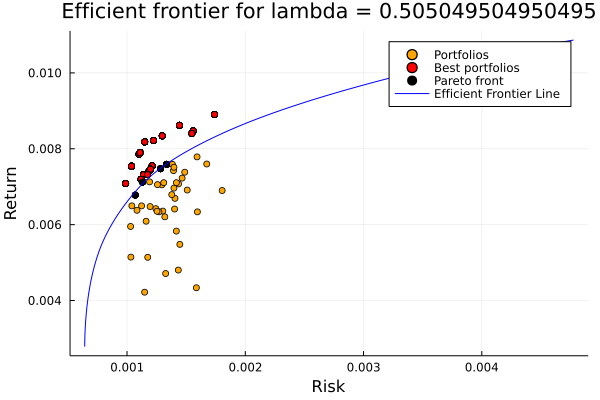 Efficient frontier for lambda = 0.505049504950495
Portfolios
Best portfolios
Pareto front
Efficient Frontier Line
Return
0.010
0.008
0.006
0.004
0.001
0.002
0.003
0.004
Risk